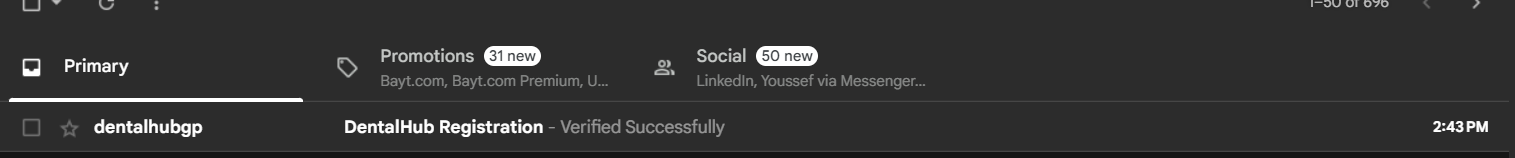 1–50 of 696
Primary
Promotions 31 new
Bayt.com, Bayt.com Premium, U...
Social 50 new
LinkedIn, Youssef via Messenger...
dentalhubgp DentalHub Registration - Verified Successfully 2:43 PM